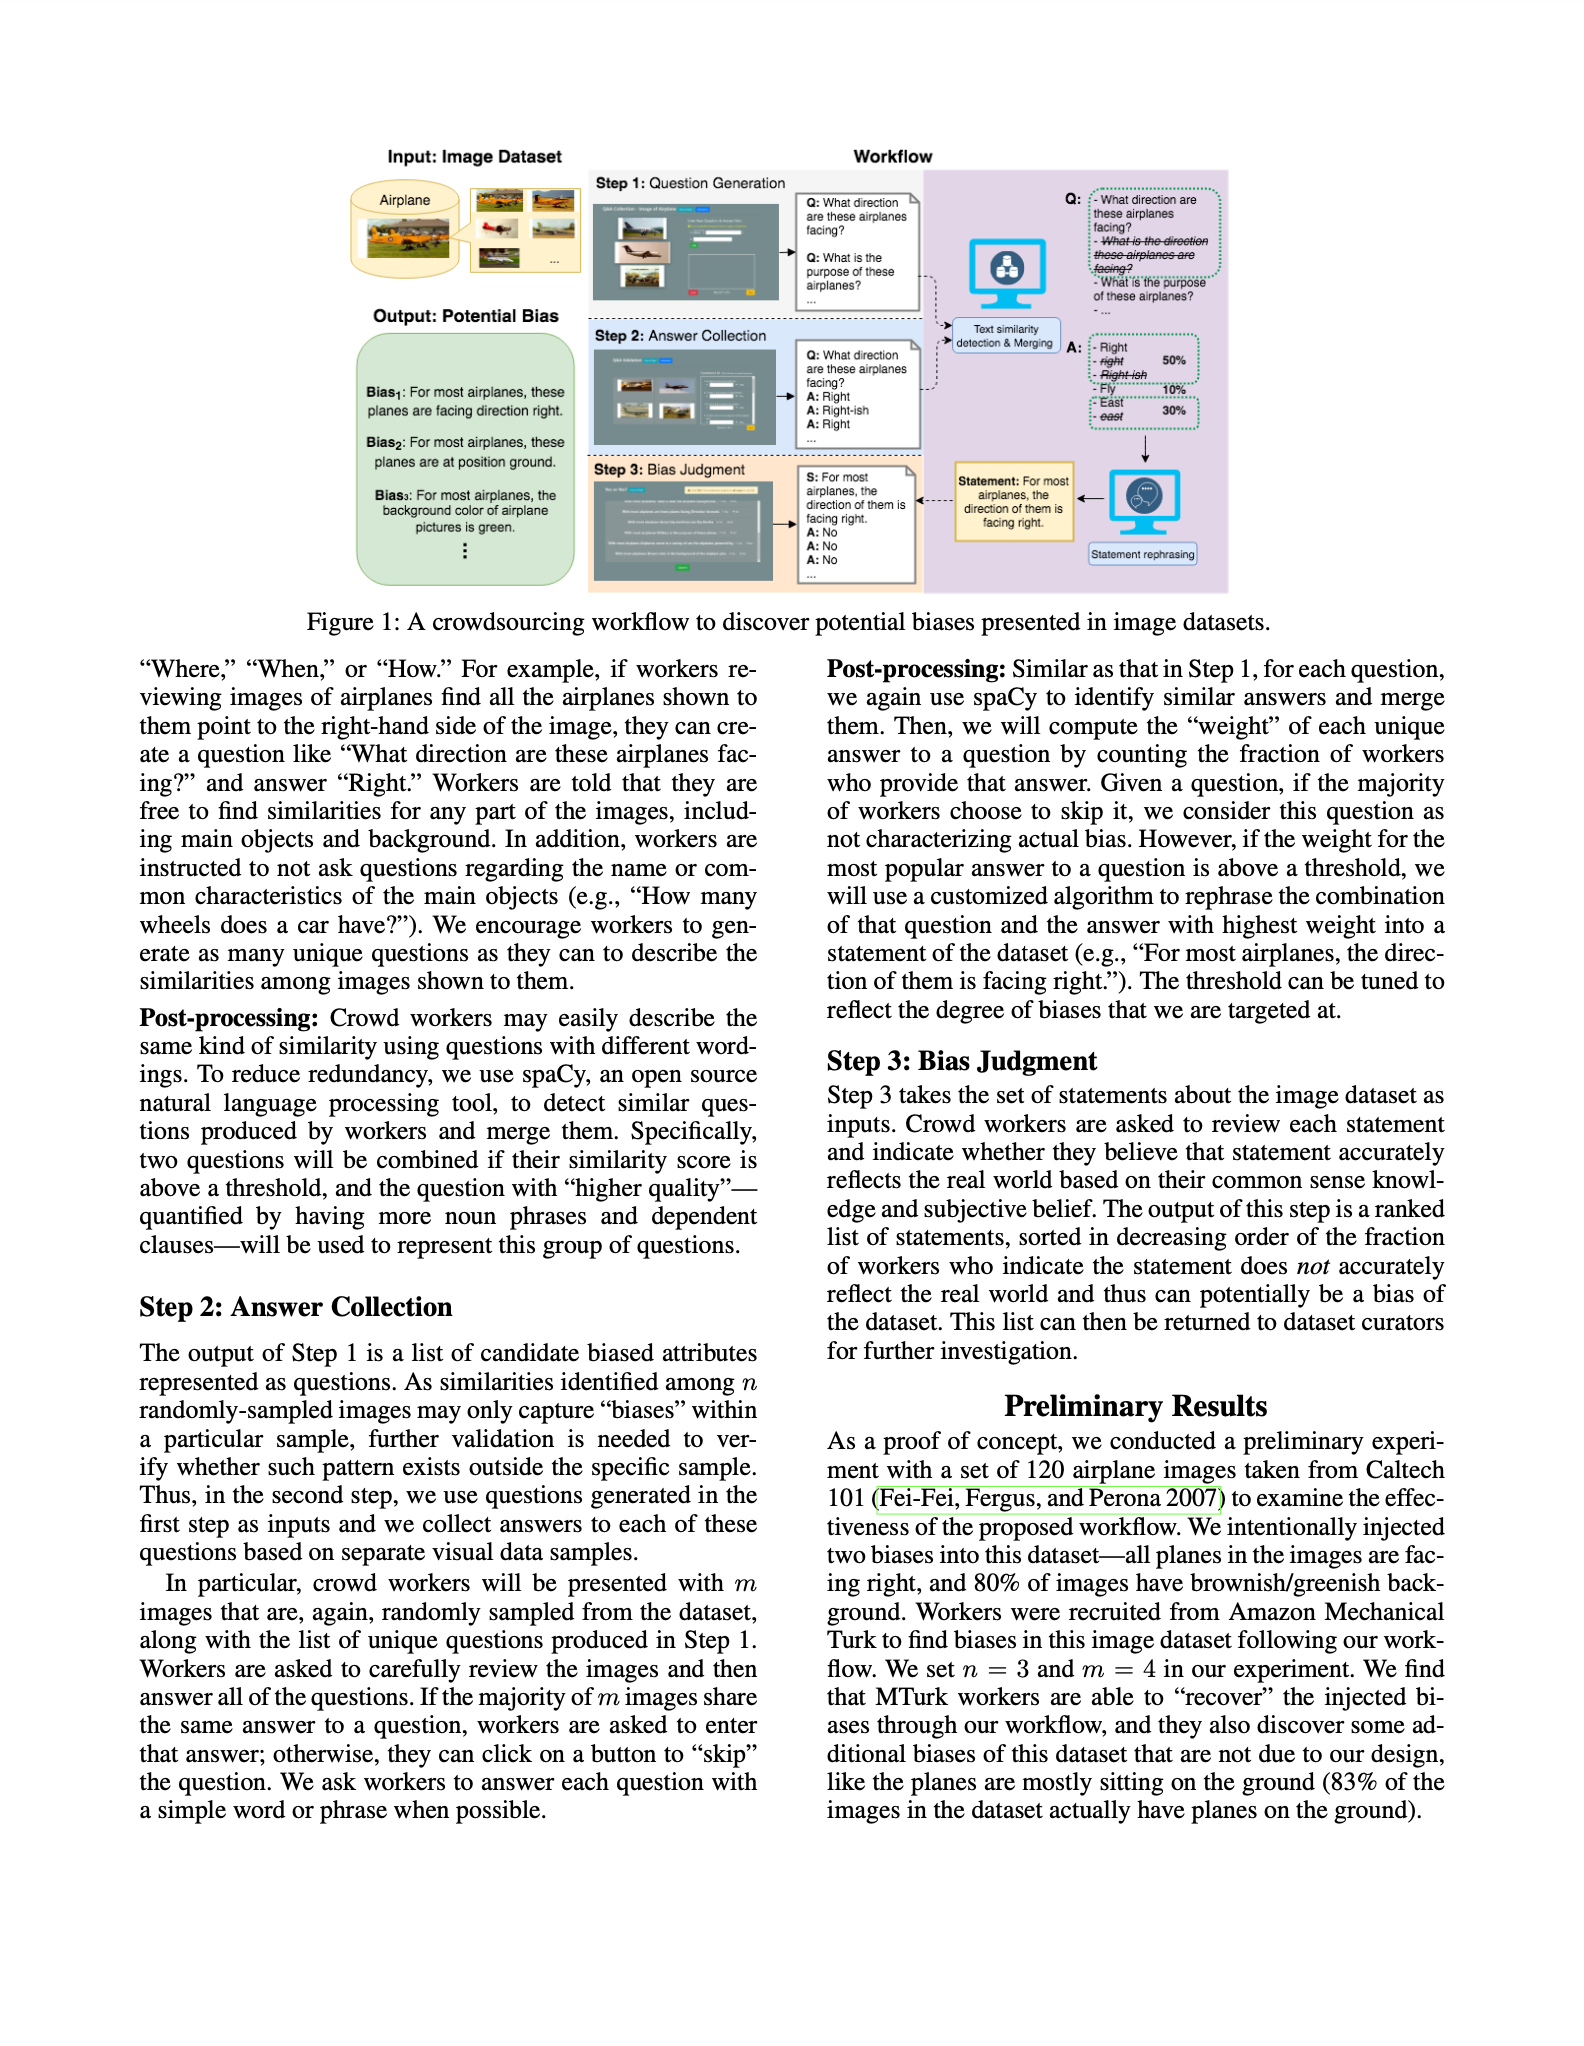 Input: Image Dataset
Airplane
...
Output: Potential Bias
Bias1: For most airplanes, these
planes are facing direction right.
Bias2: For most airplanes, these
planes are at position ground.
Bias3: For most airplanes, the
background color of airplane
pictures is green.
Workflow
Step 1: Question Generation
Q: What direction
are these airplanes
facing?
Q: What is the
purpose of these
airplanes?
...
Step 2: Answer Collection
Q: What direction
are these airplanes
facing?
A: Right
A: Right-ish
A: Right
...
Step 3: Bias Judgment
S: For most
airplanes, the
direction of them is
facing right.
A: No
A: No
A: No
...
Text similarity
detection & Merging
Q: - What direction are
these airplanes
facing?
- What is the direction
these airplanes are
facing?
- What is the purpose
of these airplanes?
- ...
A: - Right
- right 50%
- Right-ish
- Fly 10%
- East
- east 30%
Statement: For most
airplanes, the
direction of them is
facing right.
Statement rephrasing
Figure 1: A crowdsourcing workflow to discover potential biases presented in image datasets.
“Where,” “When,” or “How.” For example, if workers re-
viewing images of airplanes find all the airplanes shown to
them point to the right-hand side of the image, they can cre-
ate a question like “What direction are these airplanes fac-
ing?” and answer “Right.” Workers are told that they are
free to find similarities for any part of the images, includ-
ing main objects and background. In addition, workers are
instructed to not ask questions regarding the name or com-
mon characteristics of the main objects (e.g., “How many
wheels does a car have?”). We encourage workers to gen-
erate as many unique questions as they can to describe the
similarities among images shown to them.
Post-processing: Crowd workers may easily describe the
same kind of similarity using questions with different word-
ings. To reduce redundancy, we use spaCy, an open source
natural language processing tool, to detect similar ques-
tions produced by workers and merge them. Specifically,
two questions will be combined if their similarity score is
above a threshold, and the question with “higher quality”—
quantified by having more noun phrases and dependent
clauses—will be used to represent this group of questions.
Step 2: Answer Collection
The output of Step 1 is a list of candidate biased attributes
represented as questions. As similarities identified among n
randomly-sampled images may only capture “biases” within
a particular sample, further validation is needed to ver-
ify whether such pattern exists outside the specific sample.
Thus, in the second step, we use questions generated in the
first step as inputs and we collect answers to each of these
questions based on separate visual data samples.
In particular, crowd workers will be presented with m
images that are, again, randomly sampled from the dataset,
along with the list of unique questions produced in Step 1.
Workers are asked to carefully review the images and then
answer all of the questions. If the majority of m images share
the same answer to a question, workers are asked to enter
that answer; otherwise, they can click on a button to “skip”
the question. We ask workers to answer each question with
a simple word or phrase when possible.
Post-processing: Similar as that in Step 1, for each question,
we again use spaCy to identify similar answers and merge
them. Then, we will compute the “weight” of each unique
answer to a question by counting the fraction of workers
who provide that answer. Given a question, if the majority
of workers choose to skip it, we consider this question as
not characterizing actual bias. However, if the weight for the
most popular answer to a question is above a threshold, we
will use a customized algorithm to rephrase the combination
of that question and the answer with highest weight into a
statement of the dataset (e.g., “For most airplanes, the direc-
tion of them is facing right.”). The threshold can be tuned to
reflect the degree of biases that we are targeted at.
Step 3: Bias Judgment
Step 3 takes the set of statements about the image dataset as
inputs. Crowd workers are asked to review each statement
and indicate whether they believe that statement accurately
reflects the real world based on their common sense knowl-
edge and subjective belief. The output of this step is a ranked
list of statements, sorted in decreasing order of the fraction
of workers who indicate the statement does not accurately
reflect the real world and thus can potentially be a bias of
the dataset. This list can then be returned to dataset curators
for further investigation.
Preliminary Results
As a proof of concept, we conducted a preliminary experi-
ment with a set of 120 airplane images taken from Caltech
101 (Fei-Fei, Fergus, and Perona 2007) to examine the effec-
tiveness of the proposed workflow. We intentionally injected
two biases into this dataset—all planes in the images are fac-
ing right, and 80% of images have brownish/greenish back-
ground. Workers were recruited from Amazon Mechanical
Turk to find biases in this image dataset following our work-
flow. We set n = 3 and m = 4 in our experiment. We find
that MTurk workers are able to “recover” the injected bi-
ases through our workflow, and they also discover some ad-
ditional biases of this dataset that are not due to our design,
like the planes are mostly sitting on the ground (83% of the
images in the dataset actually have planes on the ground).